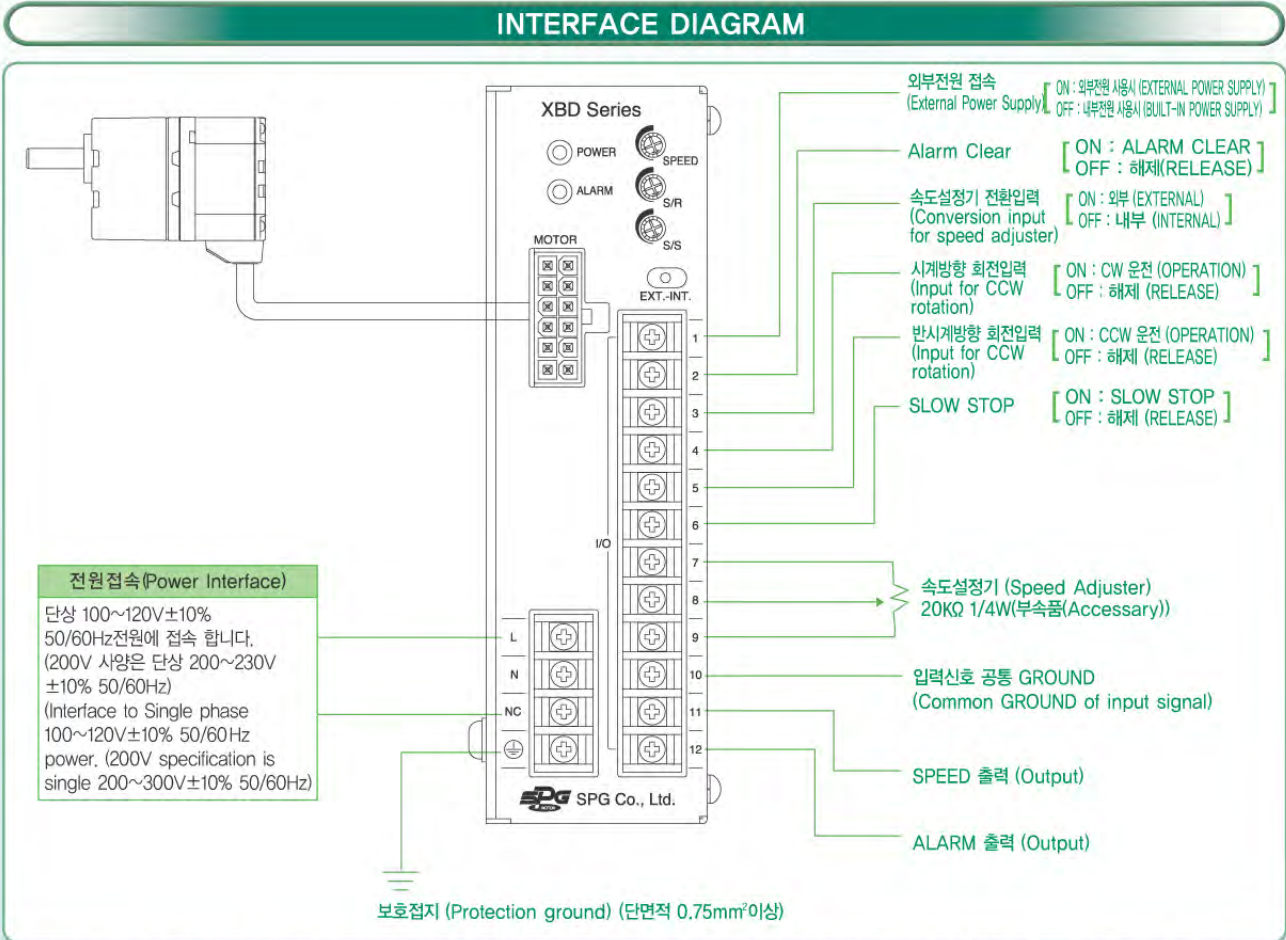 INTERFACE DIAGRAM
XBD Series
POWER
ALARM
SPEED
S/R
S/S
MOTOR
EXT.-INT.
I/O
1
2
3
4
5
6
7
8
9
10
11
12
L
N
NC
SPG MOTOR SPG Co., Ltd.
외부전원 접속
(External Power Supply)
ON : 외부전원 사용시 (EXTERNAL POWER SUPPLY)
OFF : 내부전원 사용시 (BUILT-IN POWER SUPPLY)
Alarm Clear
ON : ALARM CLEAR
OFF : 해제(RELEASE)
속도설정기 전환입력
(Conversion input
for speed adjuster)
ON : 외부 (EXTERNAL)
OFF : 내부 (INTERNAL)
시계방향 회전입력
(Input for CCW
rotation)
ON : CW 운전 (OPERATION)
OFF : 해제 (RELEASE)
반시계방향 회전입력
(Input for CCW
rotation)
ON : CCW 운전 (OPERATION)
OFF : 해제 (RELEASE)
SLOW STOP
ON : SLOW STOP
OFF : 해제 (RELEASE)
속도설정기 (Speed Adjuster)
20KΩ 1/4W(부속품(Accessary))
입력신호 공통 GROUND
(Common GROUND of input signal)
SPEED 출력 (Output)
ALARM 출력 (Output)
전원접속(Power Interface)
단상 100~120V±10%
50/60Hz전원에 접속 합니다.
(200V 사양은 단상 200~230V
±10% 50/60Hz)
(Interface to Single phase
100~120V±10% 50/60Hz
power. (200V specification is
single 200~300V±10% 50/60Hz)
보호접지 (Protection ground) (단면적 0.75mm²이상)